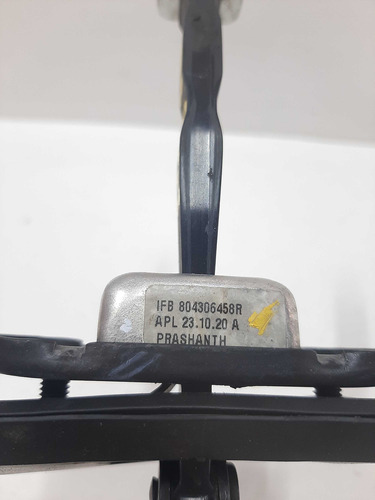 IFB 804306458R
APL 23.10.20 A
PRASHANTH